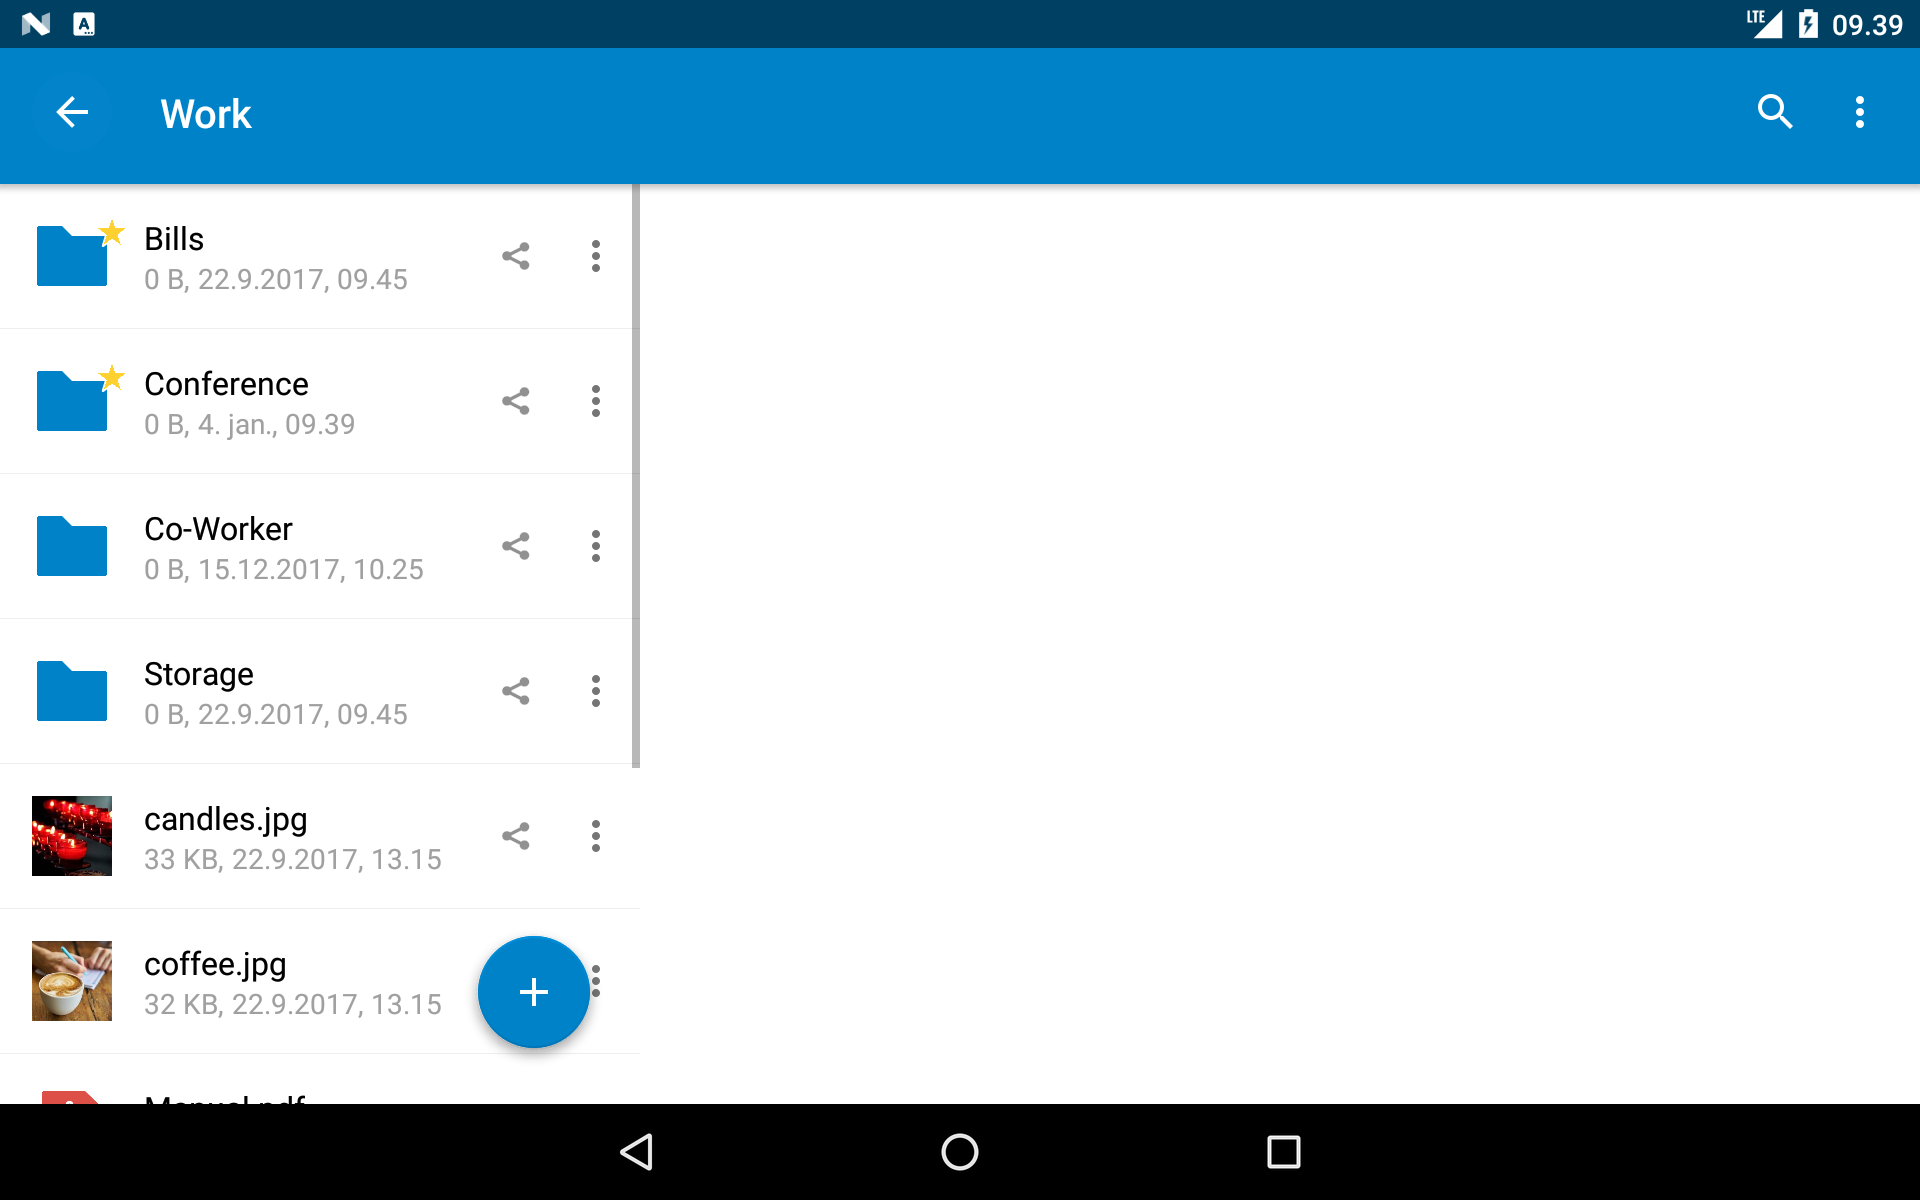 LTE 09.39
Work
Bills
0 B, 22.9.2017, 09.45
Conference
0 B, 4. jan., 09.39
Co-Worker
0 B, 15.12.2017, 10.25
Storage
0 B, 22.9.2017, 09.45
candles.jpg
33 KB, 22.9.2017, 13.15
coffee.jpg
32 KB, 22.9.2017, 13.15
Manual.pdf